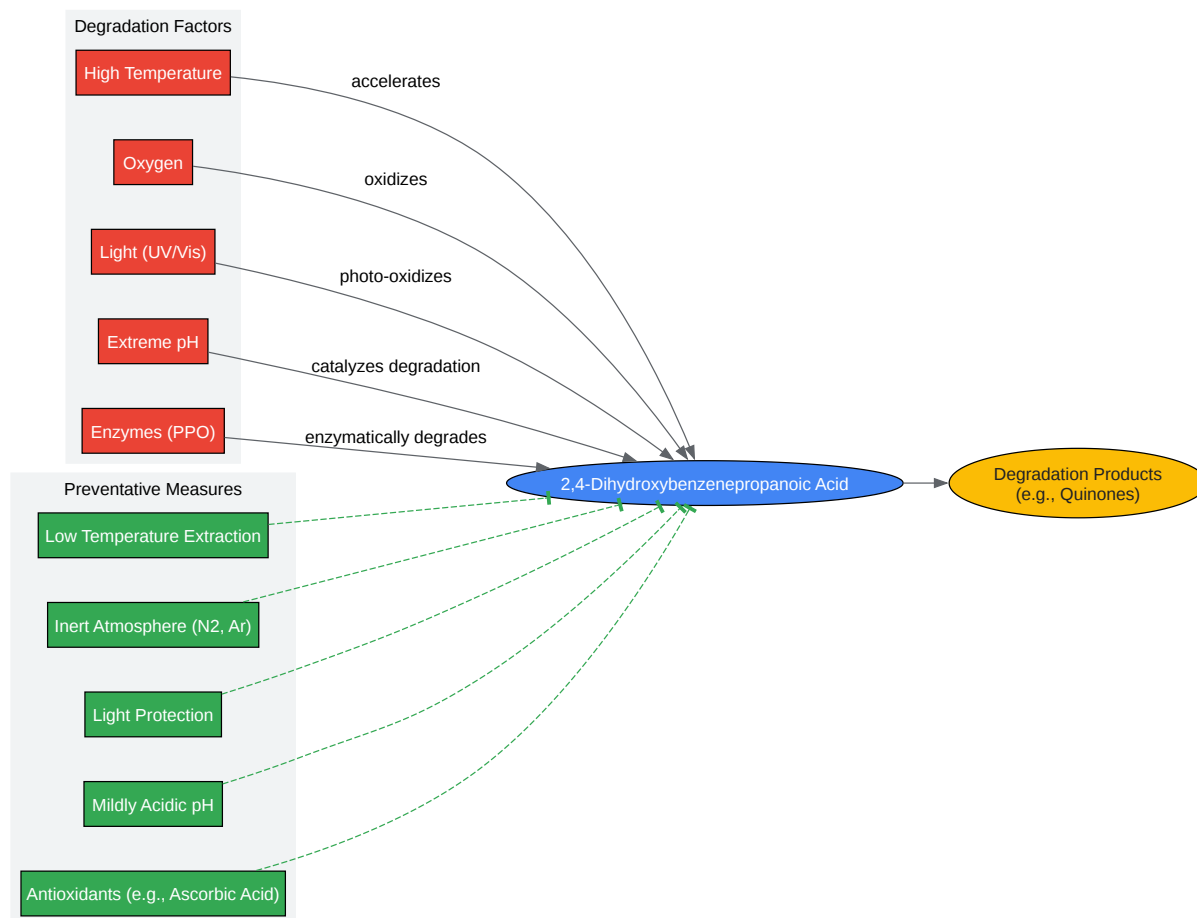 Degradation Factors
High Temperature
accelerates
Oxygen
oxidizes
Light (UV/Vis)
photo-oxidizes
Extreme pH
catalyzes degradation
Enzymes (PPO)
enzymatically degrades
2,4-Dihydroxybenzenepropanoic Acid
Degradation Products
(e.g., Quinones)
Preventative Measures
Low Temperature Extraction
Inert Atmosphere (N2, Ar)
Light Protection
Mildly Acidic pH
Antioxidants (e.g., Ascorbic Acid)